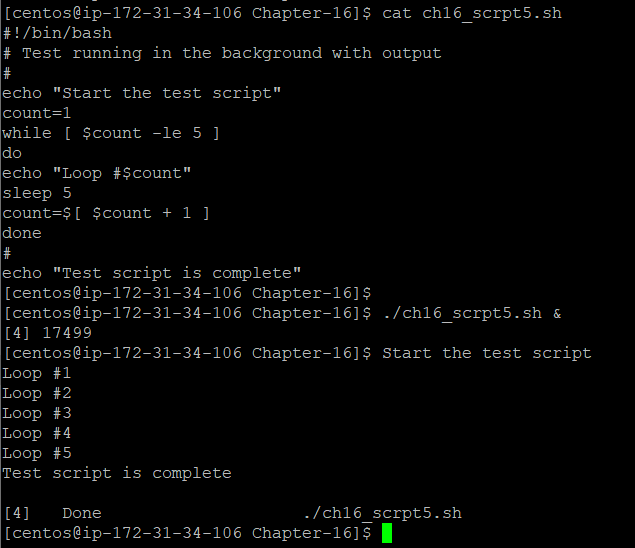 [centos@ip-172-31-34-106 Chapter-16]$ cat ch16_scrpt5.sh
#!/bin/bash
# Test running in the background with output
#
echo "Start the test script"
count=1
while [ $count -le 5 ]
do
echo "Loop #$count"
sleep 5
count=$[ $count + 1 ]
done
#
echo "Test script is complete"
[centos@ip-172-31-34-106 Chapter-16]$
[centos@ip-172-31-34-106 Chapter-16]$ ./ch16_scrpt5.sh &
[4] 17499
[centos@ip-172-31-34-106 Chapter-16]$ Start the test script
Loop #1
Loop #2
Loop #3
Loop #4
Loop #5
Test script is complete

[4]   Done                    ./ch16_scrpt5.sh
[centos@ip-172-31-34-106 Chapter-16]$